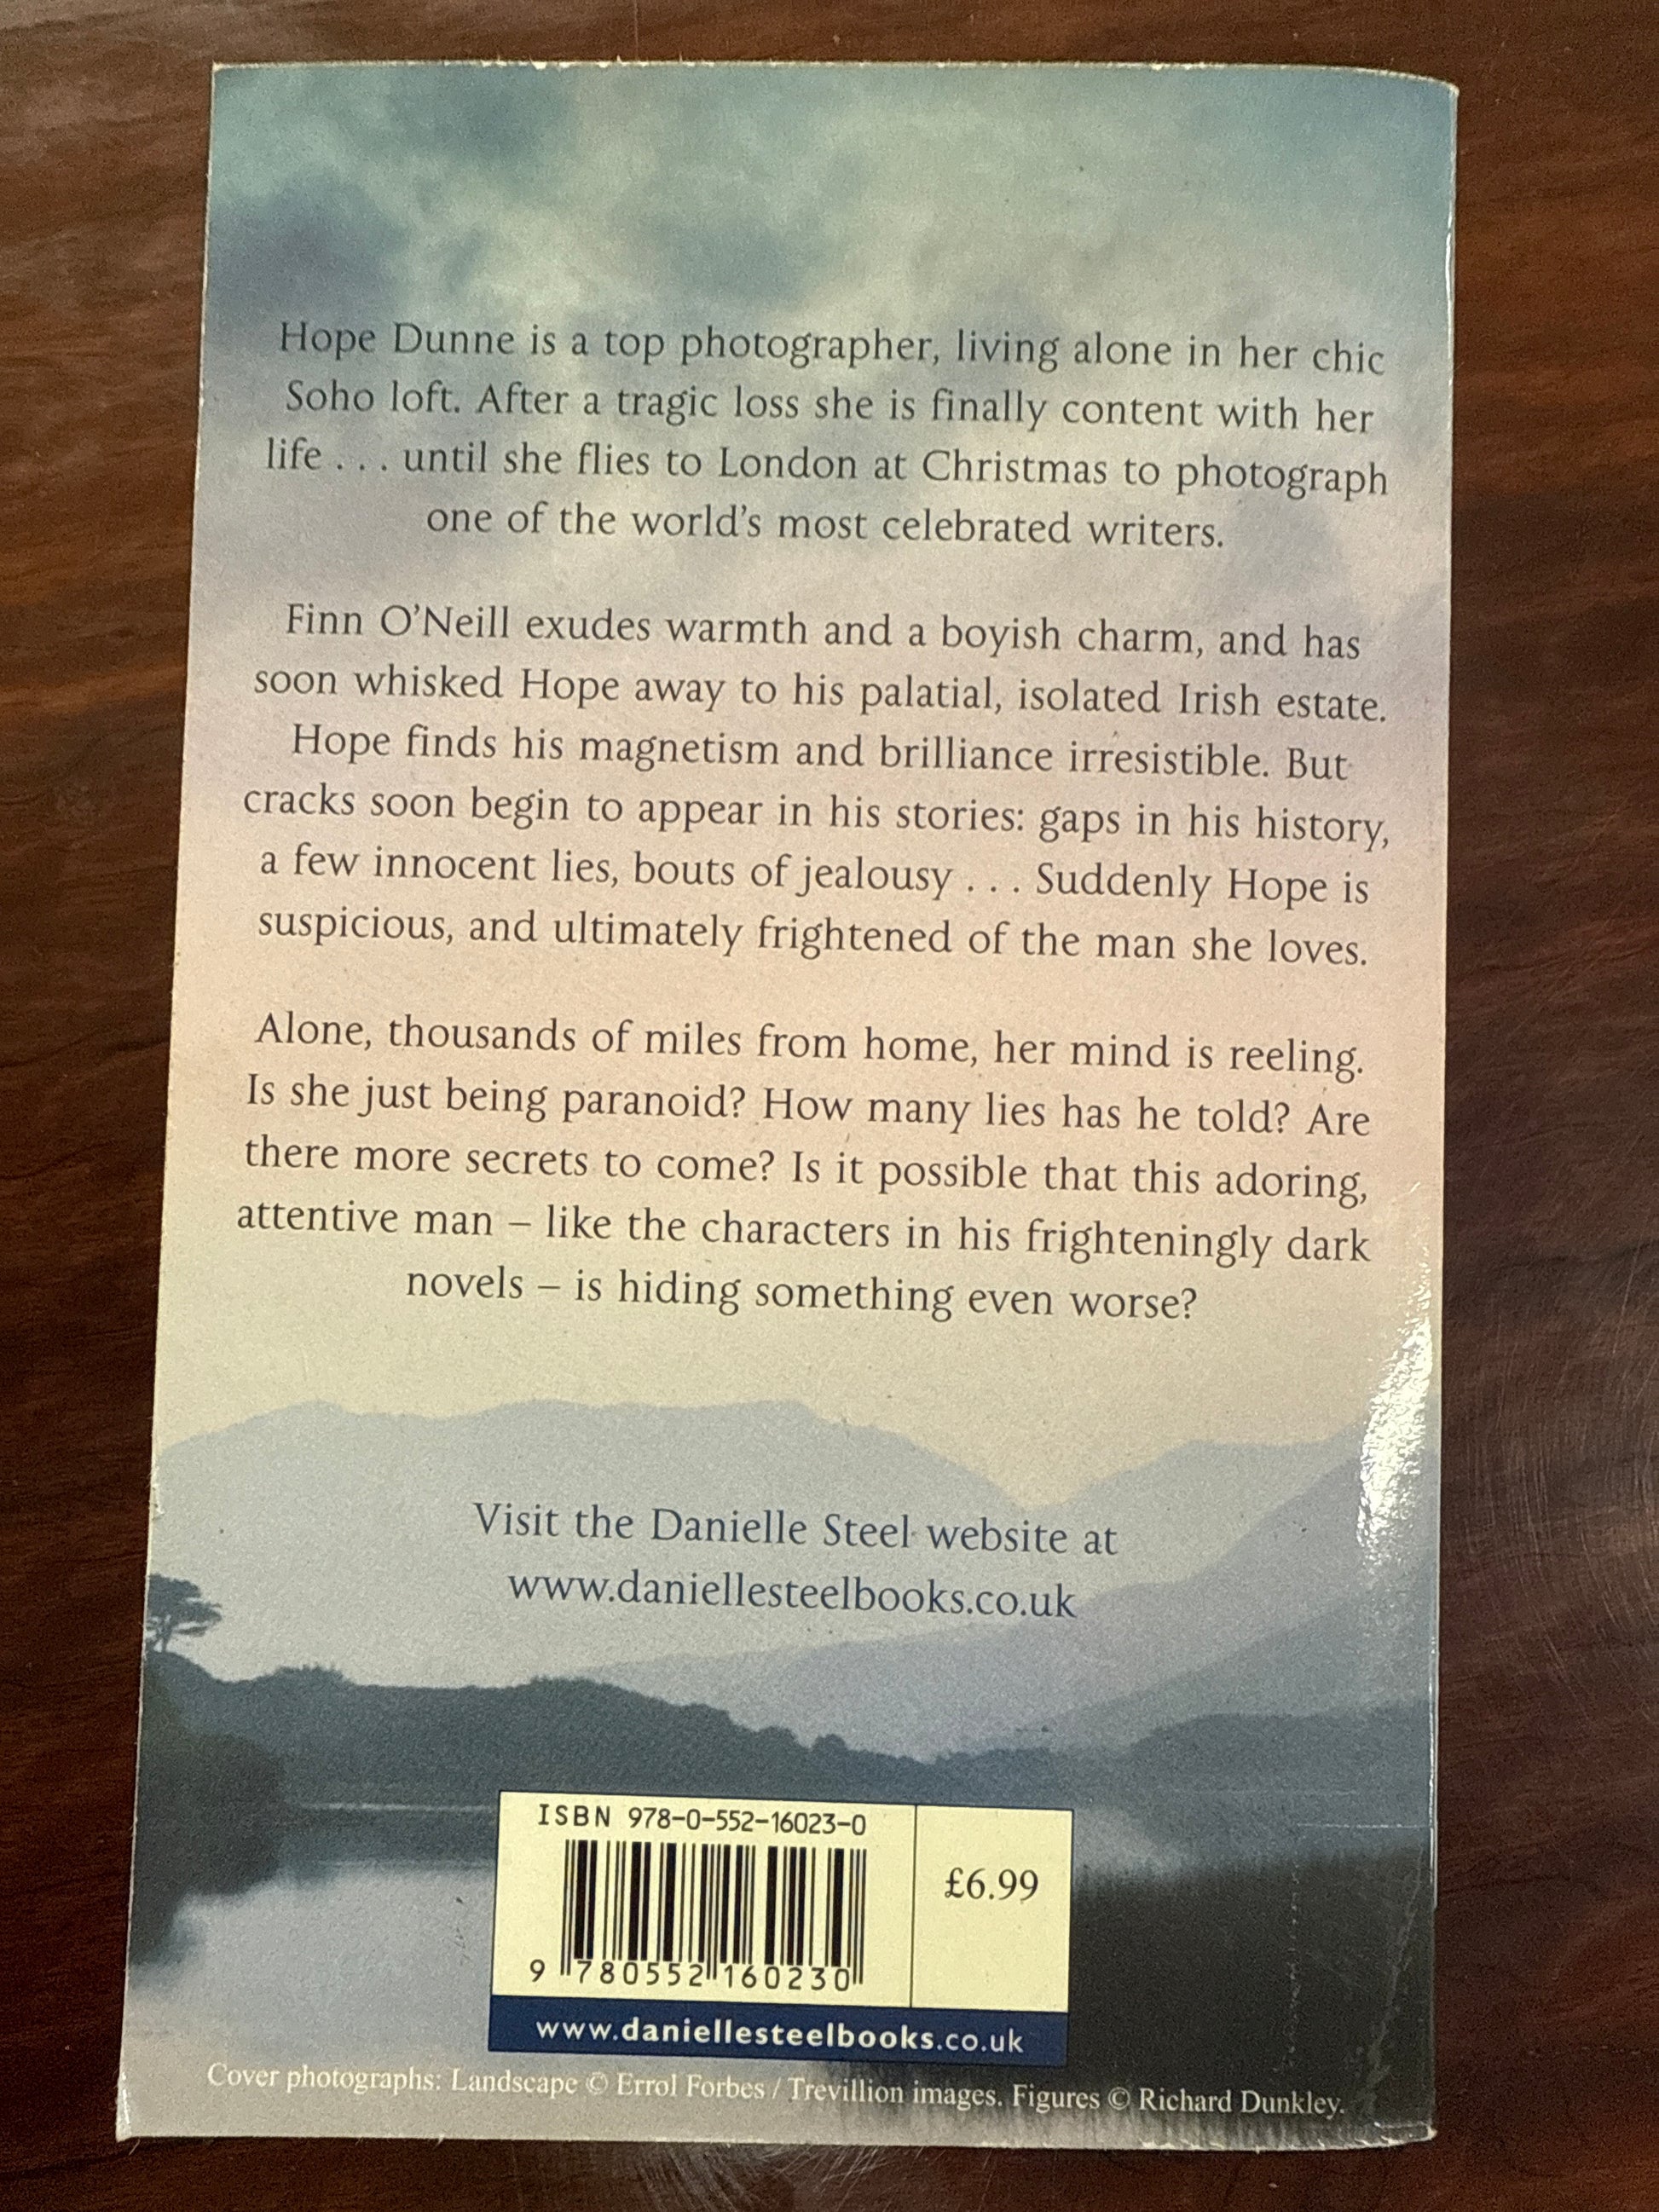 Hope Dunne is a top photographer, living alone in her chic
Soho loft. After a tragic loss she is finally content with her
life . . . until she flies to London at Christmas to photograph
one of the world's most celebrated writers.
Finn O'Neill exudes warmth and a boyish charm, and has
soon whisked Hope away to his palatial, isolated Irish estate.
Hope finds his magnetism and brilliance irresistible. But
cracks soon begin to appear in his stories: gaps in his history,
a few innocent lies, bouts of jealousy . . . Suddenly Hope is
suspicious, and ultimately frightened of the man she loves.
Alone, thousands of miles from home, her mind is reeling.
Is she just being paranoid? How many lies has he told? Are
there more secrets to come? Is it possible that this adoring,
attentive man – like the characters in his frighteningly dark
novels – is hiding something even worse?
Visit the Danielle Steel website at
www.daniellesteelbooks.co.uk
ISBN 978-0-552-16023-0
£6.99
9 780552 160230
www.daniellesteelbooks.co.uk
Cover photographs: Landscape © Errol Forbes / Trevillion images. Figures © Richard Dunkley.